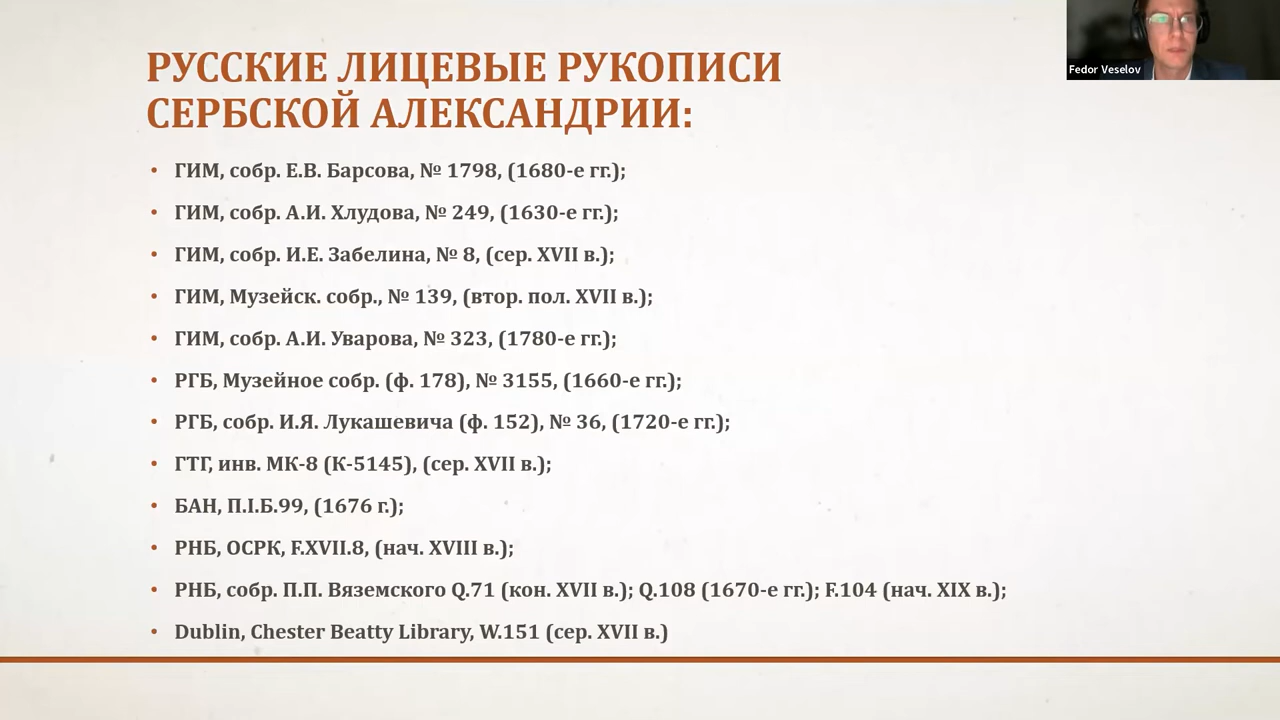 РУССКИЕ ЛИЦЕВЫЕ РУКОПИСИ
СЕРБСКОЙ АЛЕКСАНДРИИ:
Fedor Veselov
• ГИМ, собр. Е.В. Барсова, № 1798, (1680-е гг.);
• ГИМ, собр. А.И. Хлудова, № 249, (1630-е гг.);
• ГИМ, собр. И.Е. Забелина, № 8, (сер. XVII в.);
• ГИМ, Музейск. собр., № 139, (втор. пол. XVII в.);
• ГИМ, собр. А.И. Уварова, № 323, (1780-е гг.);
• РГБ, Музейное собр. (ф. 178), № 3155, (1660-е гг.);
• РГБ, собр. И.Я. Лукашевича (ф. 152), № 36, (1720-е гг.);
• ГТГ, инв. МК-8 (К-5145), (сер. XVII в.);
• БАН, П.I.Б.99, (1676 г.);
• РНБ, ОСРК, F.XVII.8, (нач. XVIII в.);
• РНБ, собр. П.П. Вяземского Q.71 (кон. XVII в.); Q.108 (1670-е гг.); F.104 (нач. XIX в.);
• Dublin, Chester Beatty Library, W.151 (сер. XVII в.)